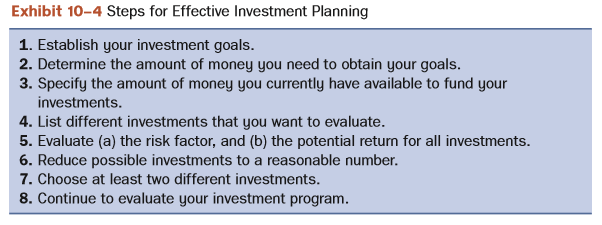 Exhibit 10–4 Steps for Effective Investment Planning
1. Establish your investment goals.
2. Determine the amount of money you need to obtain your goals.
3. Specify the amount of money you currently have available to fund your
investments.
4. List different investments that you want to evaluate.
5. Evaluate (a) the risk factor, and (b) the potential return for all investments.
6. Reduce possible investments to a reasonable number.
7. Choose at least two different investments.
8. Continue to evaluate your investment program.